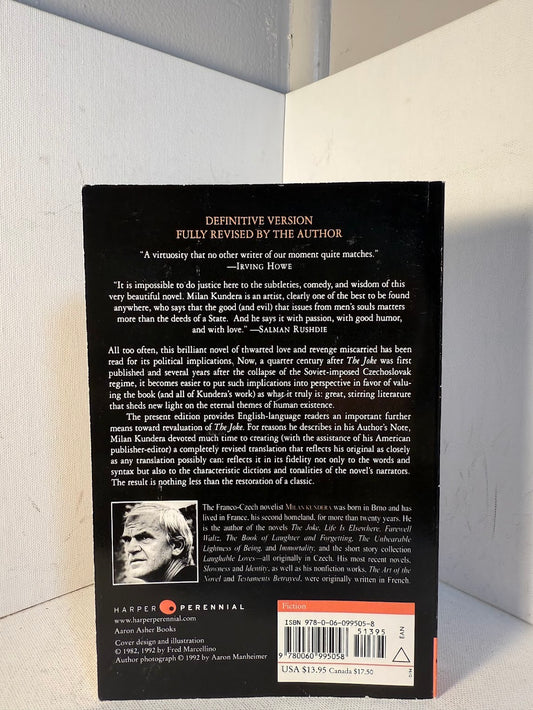 DEFINITIVE VERSION
FULLY REVISED BY THE AUTHOR
“A virtuosity that no other writer of our moment quite matches.”
—IRVING HOWE
“It is impossible to do justice here to the subtleties, comedy, and wisdom of this
very beautiful novel. Milan Kundera is an artist, clearly one of the best to be found
anywhere, who says that the good (and evil) that issues from men's souls matters
more than the deeds of a State. And he says it with passion, with good humor,
and with love.” —SALMAN RUSHDIE
All too often, this brilliant novel of thwarted love and revenge miscarried has been
read for its political implications. Now, a quarter century after The Joke was first
published and several years after the collapse of the Soviet-imposed Czechoslovak
regime, it becomes easier to put such implications into perspective in favor of valu-
ing the book (and all of Kundera's work) as what it truly is: great, stirring literature
that sheds new light on the eternal themes of human existence.
The present edition provides English-language readers an important further
means toward revaluation of The Joke. For reasons he describes in his Author's Note,
Milan Kundera devoted much time to creating (with the assistance of his American
publisher-editor) a completely revised translation that reflects his original as closely
as any translation possibly can: reflects it in its fidelity not only to the words and
syntax but also to the characteristic dictions and tonalities of the novel's narrators.
The result is nothing less than the restoration of a classic.
The Franco-Czech novelist MILAN KUNDERA was born in Brno and has
lived in France, his second homeland, for more than twenty years. He
is the author of the novels The Joke, Life Is Elsewhere, Farewell
Waltz, The Book of Laughter and Forgetting, The Unbearable
Lightness of Being, and Immortality, and the short story collection
Laughable Loves—all originally in Czech. His most recent novels,
Slowness and Identity, as well as his nonfiction works, The Art of the
Novel and Testaments Betrayed, were originally written in French.
HARPER PERENNIAL
www.harperperennial.com
Aaron Asher Books
Cover design and illustration
© 1982, 1992 by Fred Marcellino
Author photograph © 1992 by Aaron Manheimer
Fiction
ISBN 978-0-06-099505-8
51395
EAN
9 780060 995058
USA $13.95 Canada $17.50